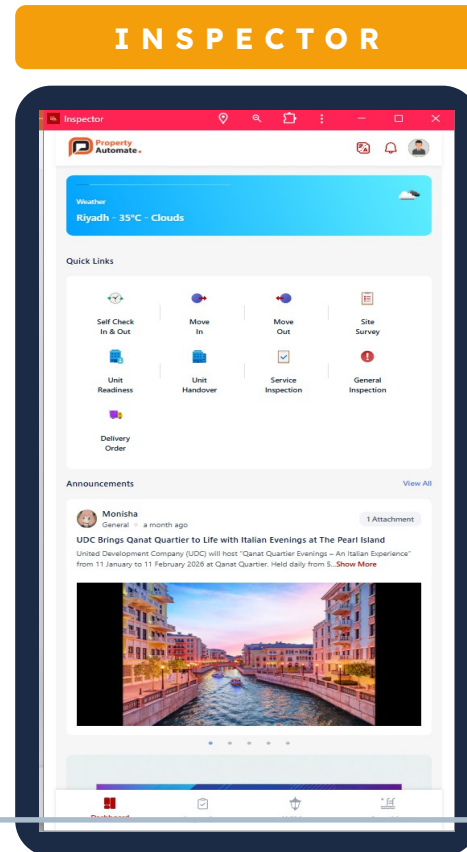 INSPECTOR
Inspector
Property
Automate.
Weather
Riyadh - 35°C - Clouds
Quick Links
Self Check
In & Out
Move
In
Move
Out
Site
Survey
Unit
Readiness
Unit
Handover
Service
Inspection
General
Inspection
Delivery
Order
Announcements
View All
Monisha
General
a month ago
1 Attachment
UDC Brings Qanat Quartier to Life with Italian Evenings at The Pearl Island
United Development Company (UDC) will host "Qanat Quartier Evenings – An Italian Experience"
from 11 January to 11 February 2026 at Qanat Quartier. Held daily from 5...Show More
Dashboard